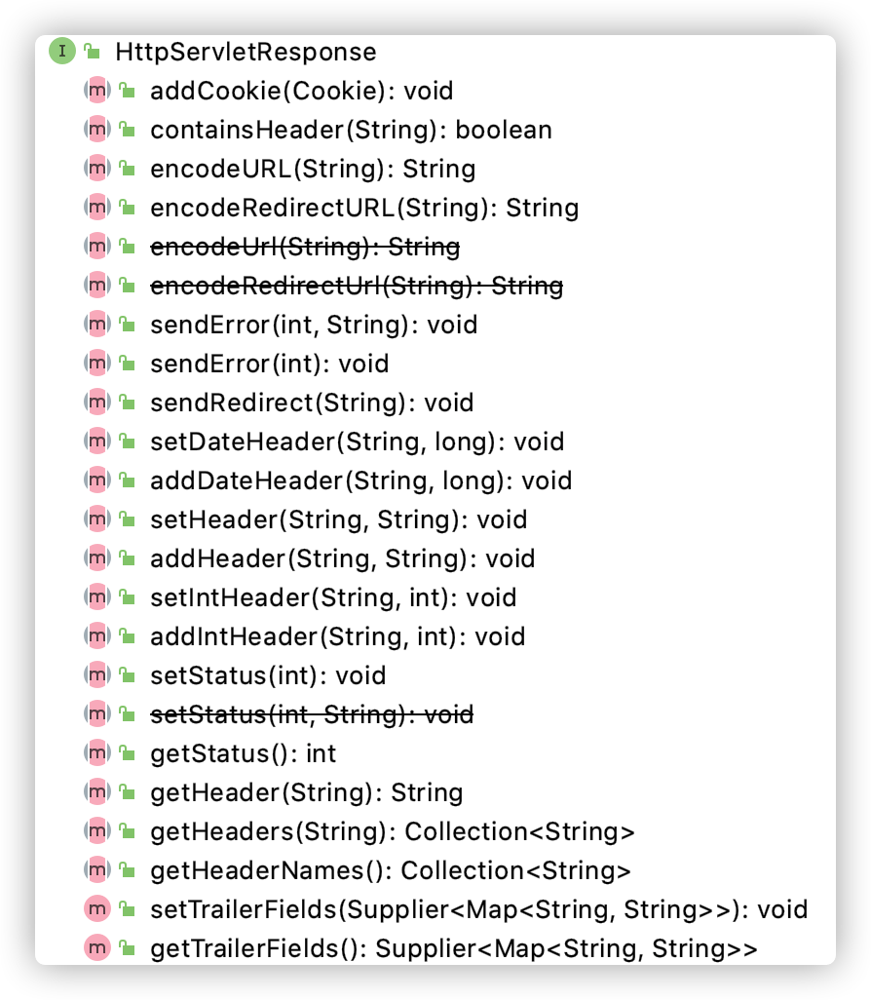 I HttpServletResponse
m addCookie(Cookie): void
m containsHeader(String): boolean
m encodeURL(String): String
m encodeRedirectURL(String): String
m encodeUrl(String): String
m encodeRedirectUrl(String): String
m sendError(int, String): void
m sendError(int): void
m sendRedirect(String): void
m setDateHeader(String, long): void
m addDateHeader(String, long): void
m setHeader(String, String): void
m addHeader(String, String): void
m setIntHeader(String, int): void
m addIntHeader(String, int): void
m setStatus(int): void
m setStatus(int, String): void
m getStatus(): int
m getHeader(String): String
m getHeaders(String): Collection<String>
m getHeaderNames(): Collection<String>
m setTrailerFields(Supplier<Map<String, String>>): void
m getTrailerFields(): Supplier<Map<String, String>>